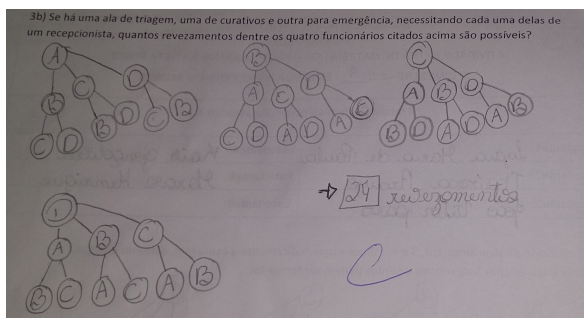 3b) Se há uma ala de triagem, uma de curativos e outra para emergência, necessitando cada uma delas de
um recepcionista, quantos revezamentos dentre os quatro funcionários citados acima são possíveis?
A B C
B C D A C D A B D
C D B D C B C D A D A C B D A D A B
→ 24 revezamentos
D
A B C
B C A C A B
C